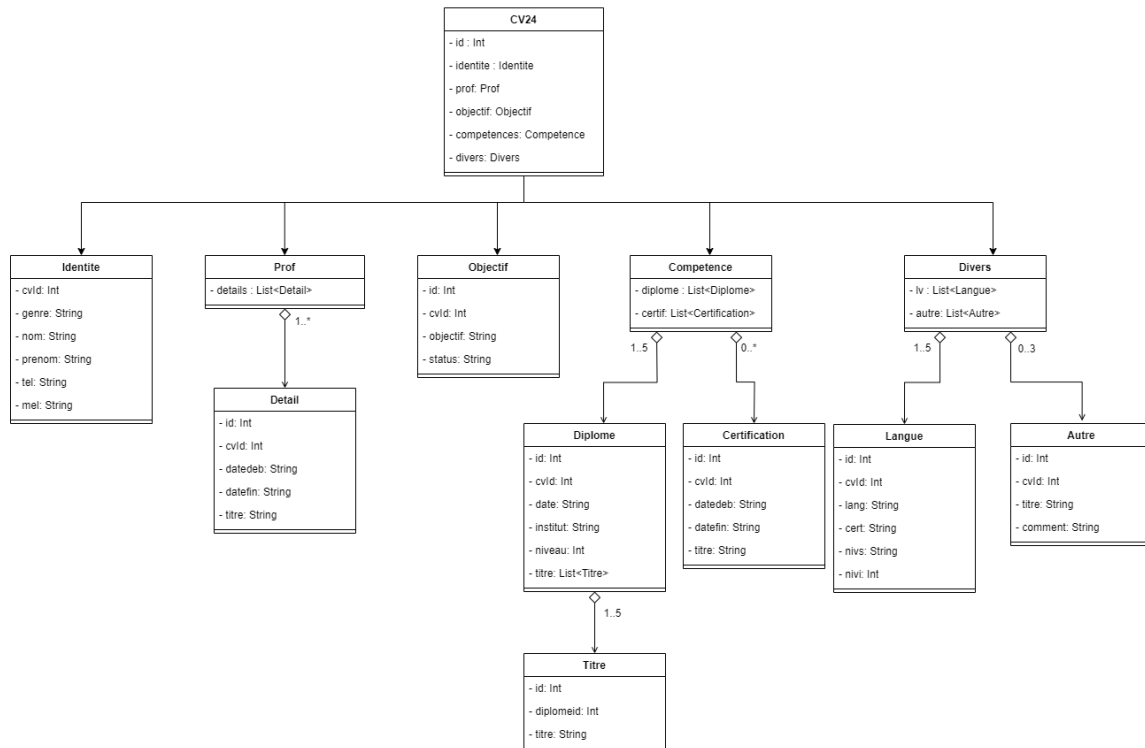 CV24
- id : Int
- identite : Identite
- prof: Prof
- objectif: Objectif
- competences: Competence
- divers: Divers
Identite
- cvId: Int
- genre: String
- nom: String
- prenom: String
- tel: String
- mel: String
Prof
- details : List<Detail>
1..*
Detail
- id: Int
- cvId: Int
- datedeb: String
- datefin: String
- titre: String
Objectif
- id: Int
- cvId: Int
- objectif: String
- status: String
Competence
- diplome : List<Diplome>
- certif: List<Certification>
1..5
0..*
Diplome
- id: Int
- cvId: Int
- date: String
- institut: String
- niveau: Int
- titre: List<Titre>
1..5
Titre
- id: Int
- diplomeid: Int
- titre: String
Certification
- id: Int
- cvId: Int
- datedeb: String
- datefin: String
- titre: String
Divers
- lv : List<Langue>
- autre: List<Autre>
1..5
0..3
Langue
- id: Int
- cvId: Int
- lang: String
- cert: String
- nivs: String
- nivi: Int
Autre
- id: Int
- cvId: Int
- titre: String
- comment: String